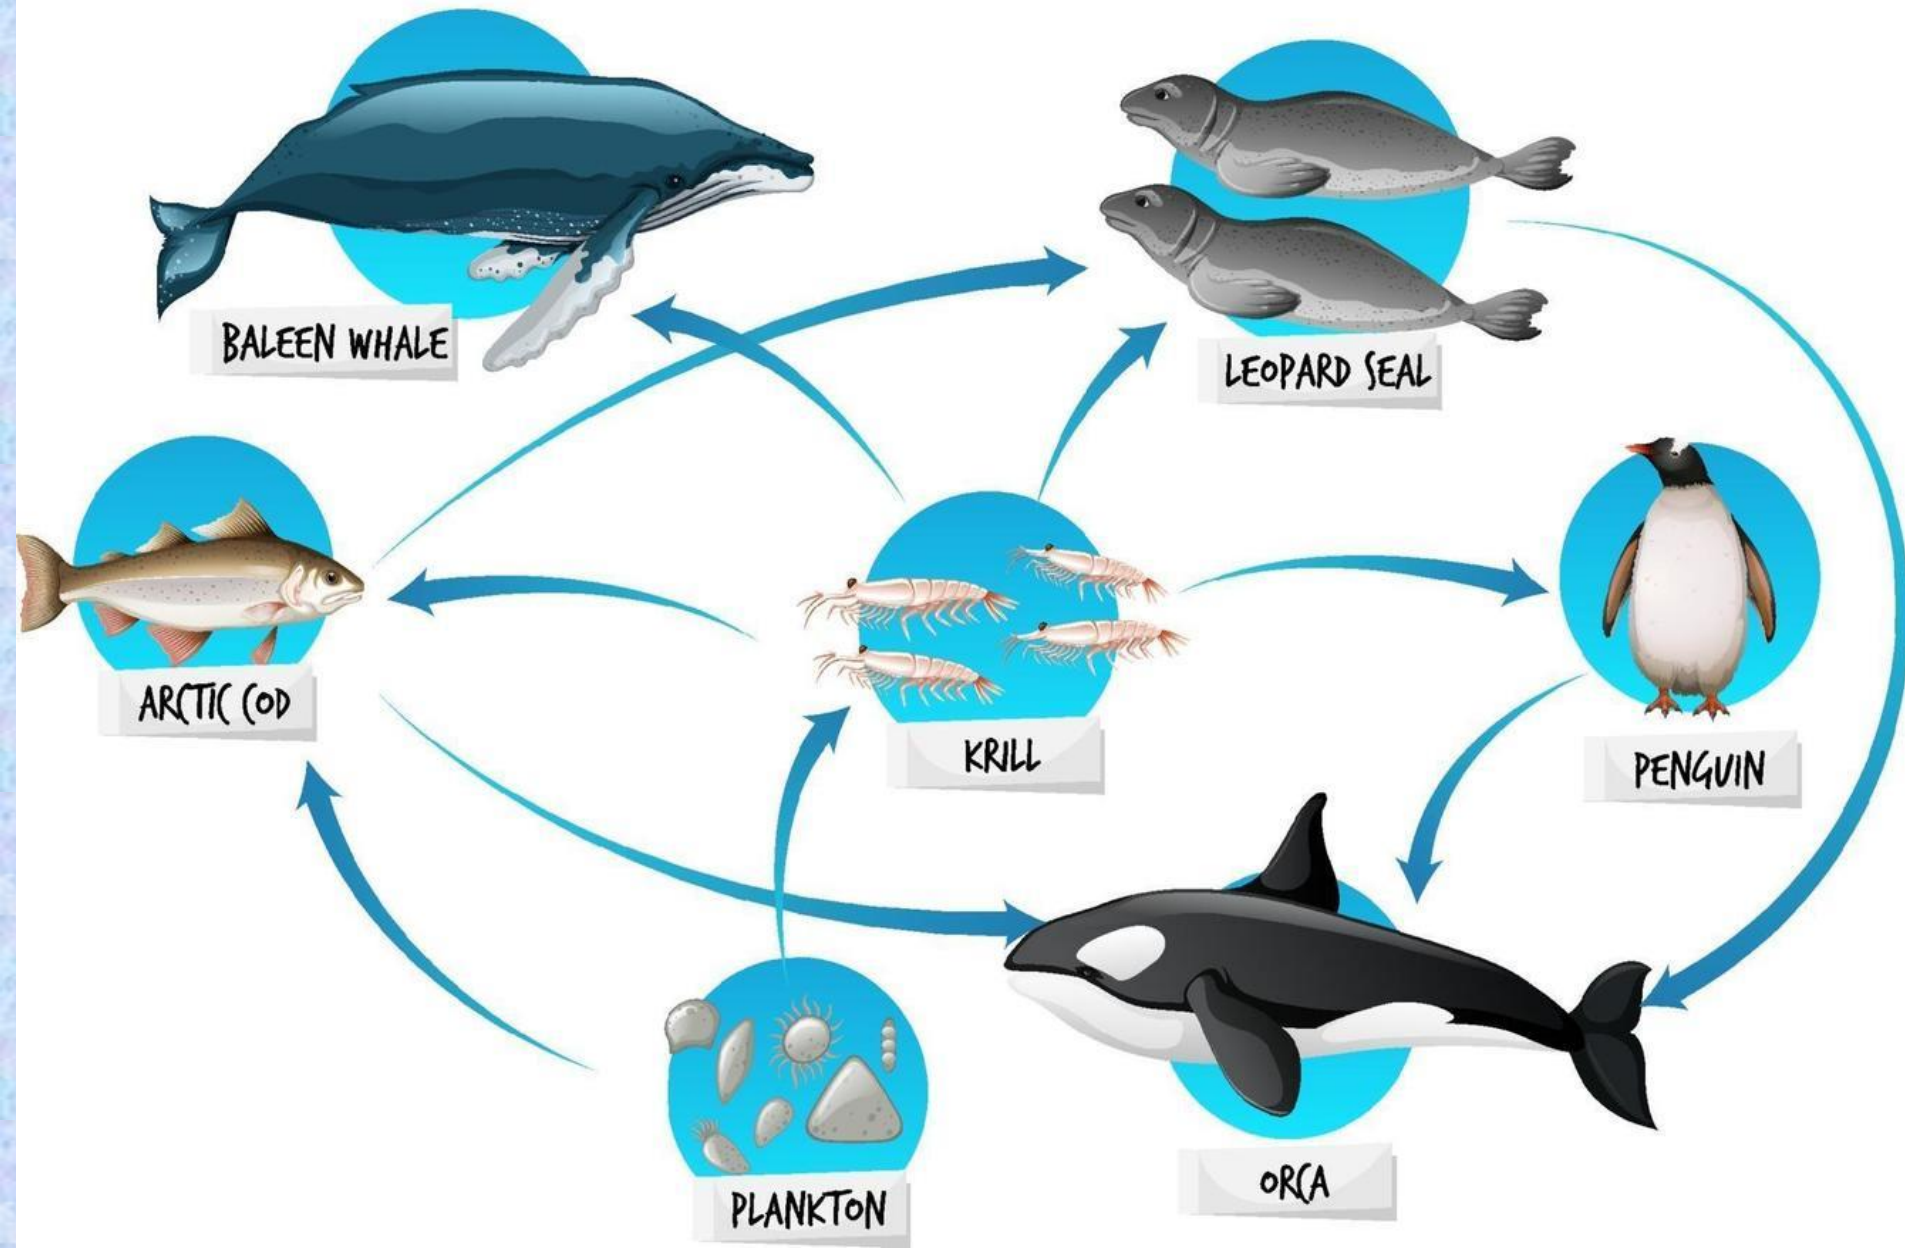 BALEEN WHALE
LEOPARD SEAL
ARCTIC COD
KRILL
PENGUIN
PLANKTON
ORCA